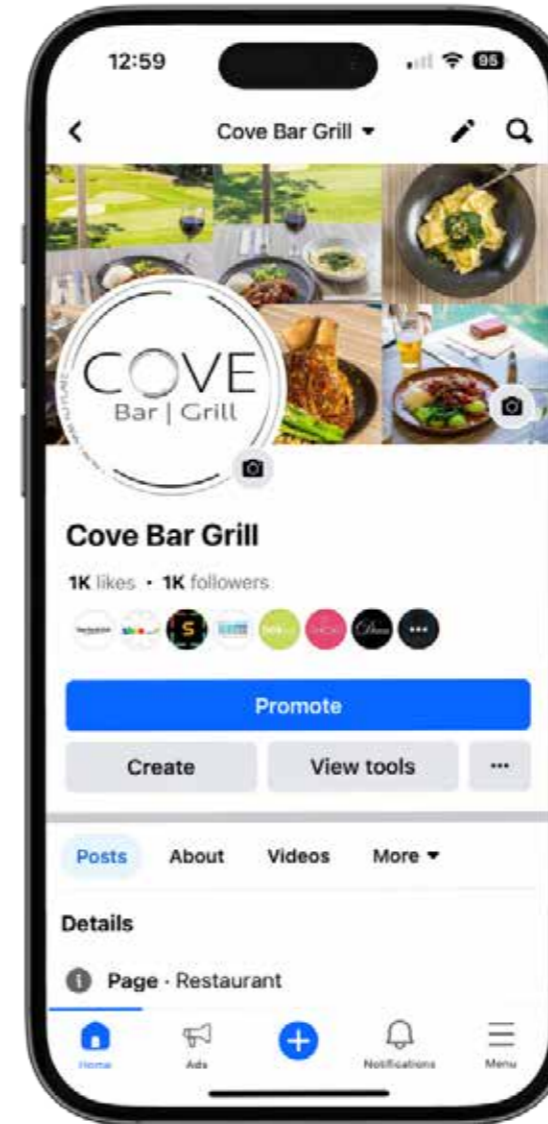 12:59
95
Cove Bar Grill
COVE
Bar | Grill
Cove Bar Grill
1K likes · 1K followers
S
Promote
Create
View tools
Posts
About
Videos
More
Details
Page · Restaurant
Home
Ads
Notifications
Menu